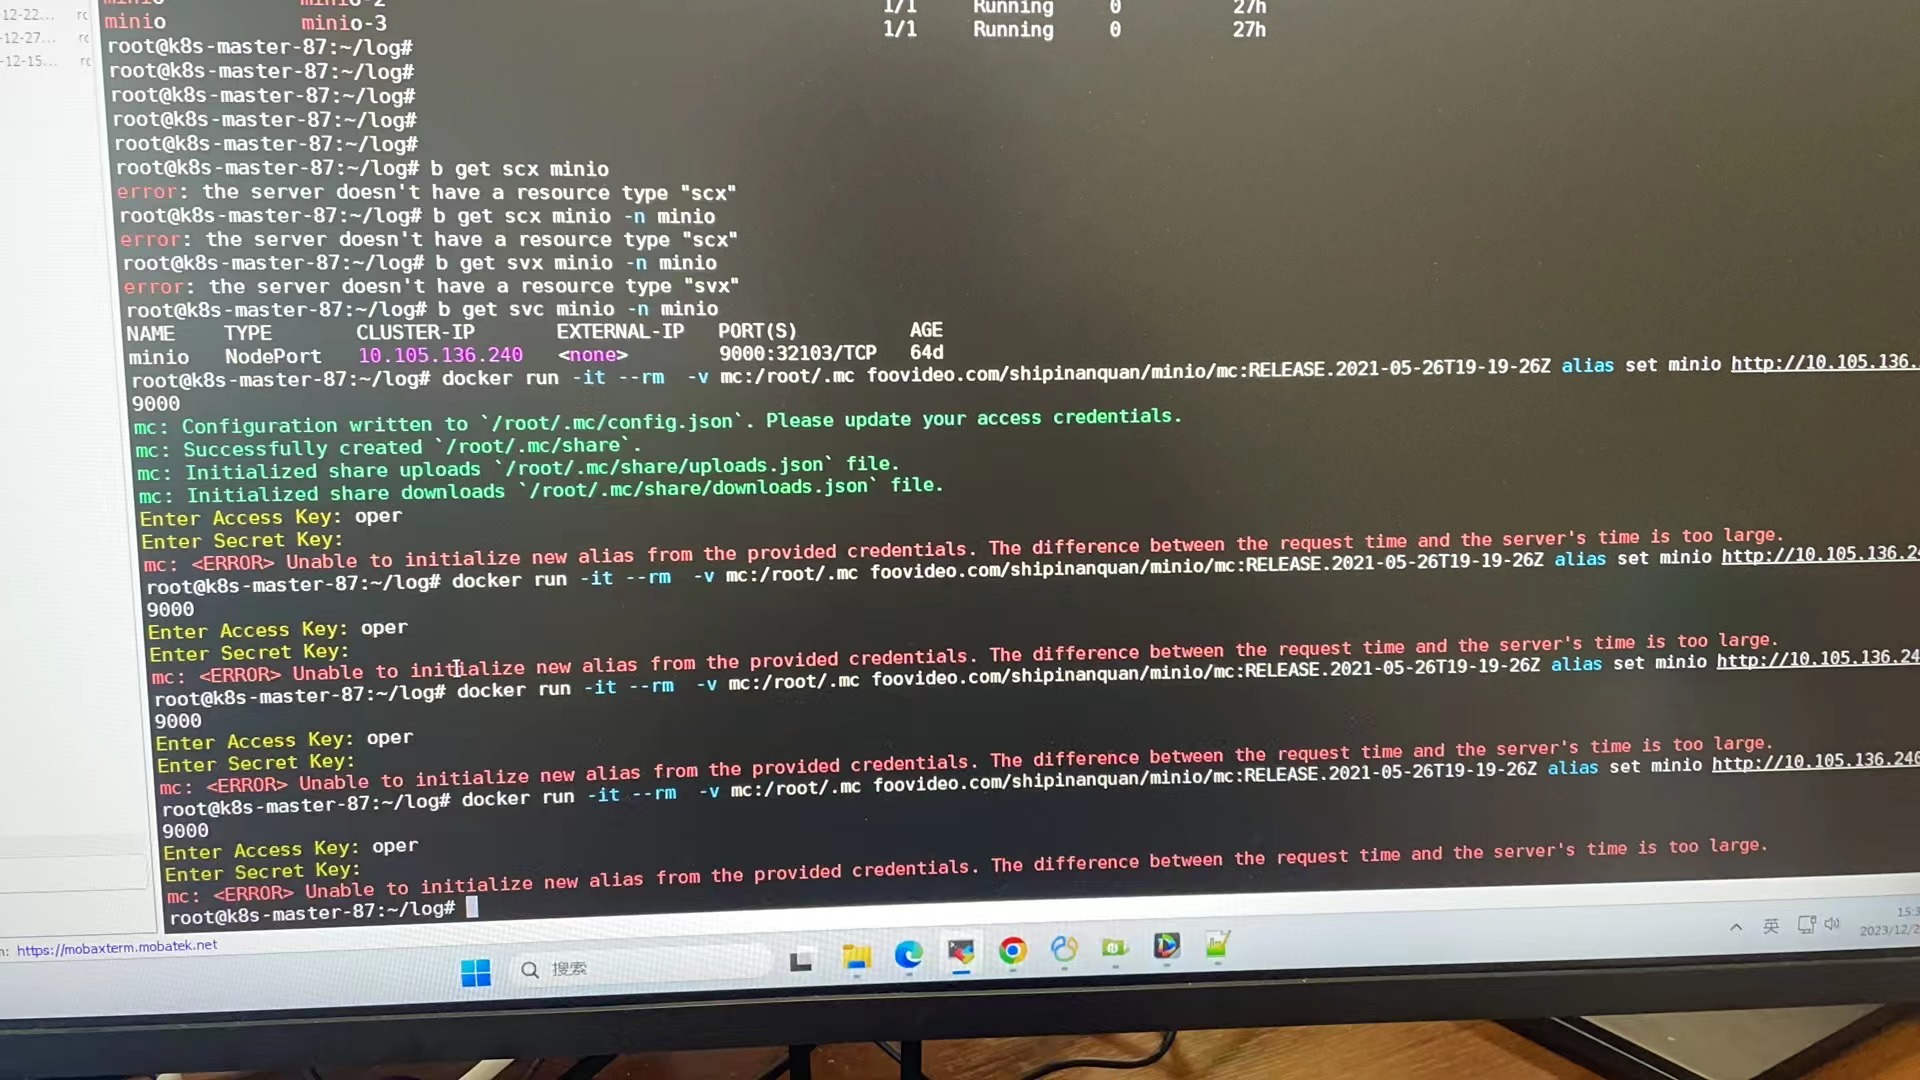 12-22...
minio minio-2 1/1 Running 0 27h
12-27...
minio minio-3 1/1 Running 0 27h
-12-15...
root@k8s-master-87:~/log#
root@k8s-master-87:~/log#
root@k8s-master-87:~/log#
root@k8s-master-87:~/log#
root@k8s-master-87:~/log#
root@k8s-master-87:~/log# b get scx minio
error: the server doesn't have a resource type "scx"
root@k8s-master-87:~/log# b get scx minio -n minio
error: the server doesn't have a resource type "scx"
root@k8s-master-87:~/log# b get svx minio -n minio
error: the server doesn't have a resource type "svx"
root@k8s-master-87:~/log# b get svc minio -n minio
NAME TYPE CLUSTER-IP EXTERNAL-IP PORT(S) AGE
minio NodePort 10.105.136.240 <none> 9000:32103/TCP 64d
root@k8s-master-87:~/log# docker run -it --rm -v mc:/root/.mc foovideo.com/shipinanquan/minio/mc:RELEASE.2021-05-26T19-19-26Z alias set minio http://10.105.136.
9000
mc: Configuration written to `/root/.mc/config.json`. Please update your access credentials.
mc: Successfully created `/root/.mc/share`.
mc: Initialized share uploads `/root/.mc/share/uploads.json` file.
mc: Initialized share downloads `/root/.mc/share/downloads.json` file.
Enter Access Key: oper
Enter Secret Key:
mc: <ERROR> Unable to initialize new alias from the provided credentials. The difference between the request time and the server's time is too large.
root@k8s-master-87:~/log# docker run -it --rm -v mc:/root/.mc foovideo.com/shipinanquan/minio/mc:RELEASE.2021-05-26T19-19-26Z alias set minio http://10.105.136.24
9000
Enter Access Key: oper
Enter Secret Key:
mc: <ERROR> Unable to initialize new alias from the provided credentials. The difference between the request time and the server's time is too large.
root@k8s-master-87:~/log# docker run -it --rm -v mc:/root/.mc foovideo.com/shipinanquan/minio/mc:RELEASE.2021-05-26T19-19-26Z alias set minio http://10.105.136.24
9000
Enter Access Key: oper
Enter Secret Key:
mc: <ERROR> Unable to initialize new alias from the provided credentials. The difference between the request time and the server's time is too large.
root@k8s-master-87:~/log# docker run -it --rm -v mc:/root/.mc foovideo.com/shipinanquan/minio/mc:RELEASE.2021-05-26T19-19-26Z alias set minio http://10.105.136.240
9000
Enter Access Key: oper
Enter Secret Key:
mc: <ERROR> Unable to initialize new alias from the provided credentials. The difference between the request time and the server's time is too large.
root@k8s-master-87:~/log#
https://mobaxterm.mobatek.net
搜索
英
15:3
2023/12/2